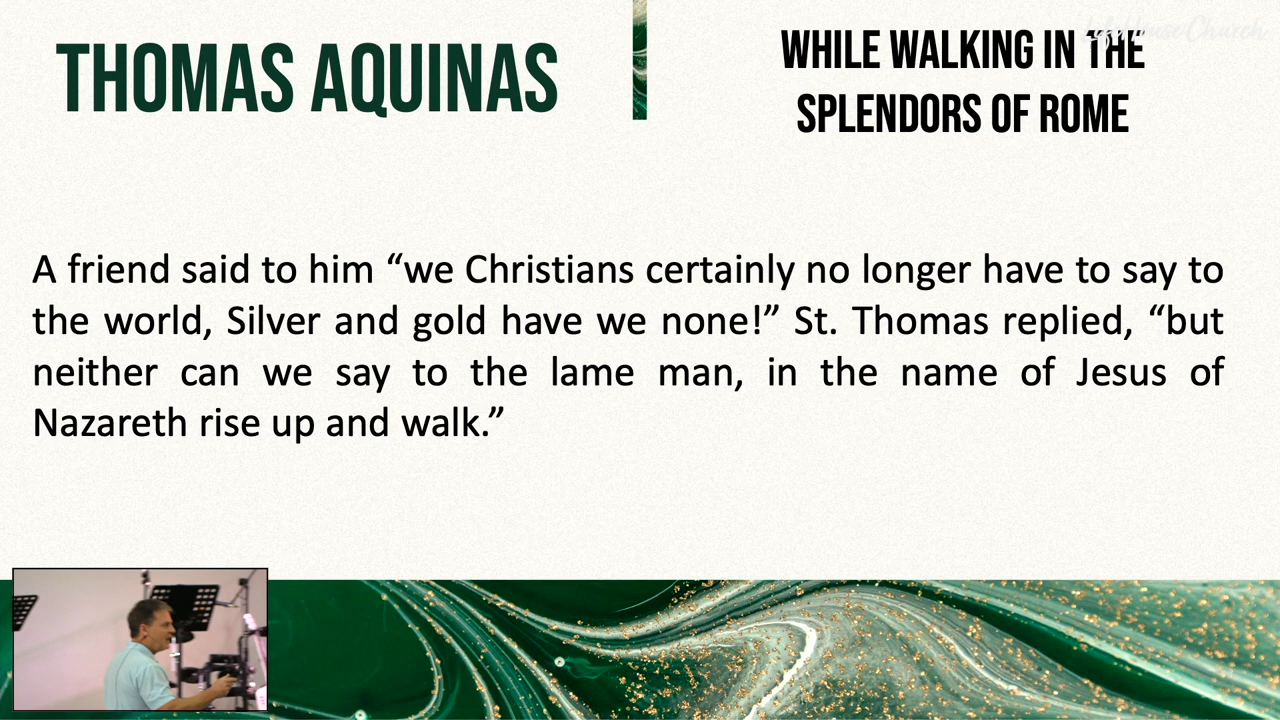 THOMAS AQUINAS
WHILE WALKING IN THE
SPLENDORS OF ROME
LifeHouse Church
A friend said to him “we Christians certainly no longer have to say to
the world, Silver and gold have we none!” St. Thomas replied, “but
neither can we say to the lame man, in the name of Jesus of
Nazareth rise up and walk.”